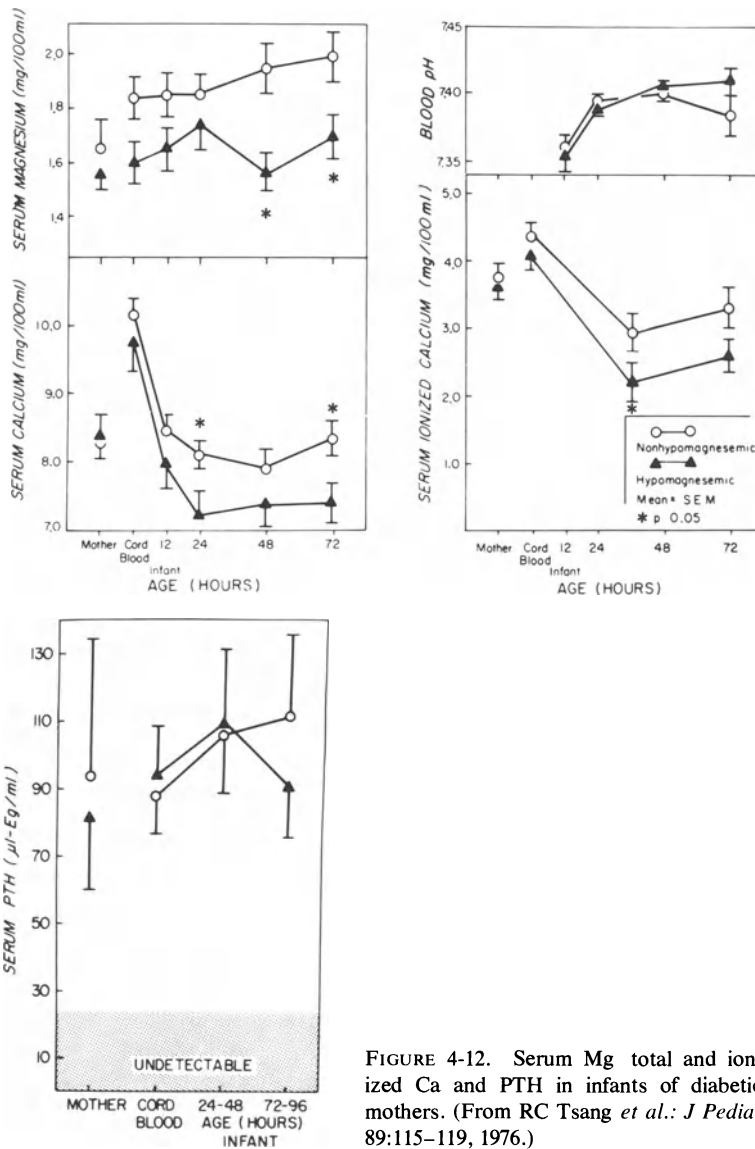 SERUM MAGNESIUM (mg/100ml)
2,0
1,8
1,6
1,4
*
*
SERUM CALCIUM (mg/100ml)
10,0
9.0
8.0
7.0
*
*
Mother
Cord
Blood
12
24
48
72
Infant
AGE (HOURS)
BLOOD pH
7,45
7,40
7,35
SERUM IONIZED CALCIUM (mg/100ml)
5,0
4,0
3,0
2,0
1,0
*
Nonhypomagnesemic
Hypomagnesemic
Mean± SEM
* p 0.05
Mother
Cord
Blood
12
24
48
72
Infant
AGE (HOURS)
SERUM PTH (µl-Eg/ml)
130
110
90
70
50
30
10
UNDETECTABLE
MOTHER CORD 24-48 72-96
BLOOD AGE (HOURS)
INFANT
FIGURE 4-12. Serum Mg total and ion-
ized Ca and PTH in infants of diabetic
mothers. (From RC Tsang et al.: J Pedia
89:115–119, 1976.)